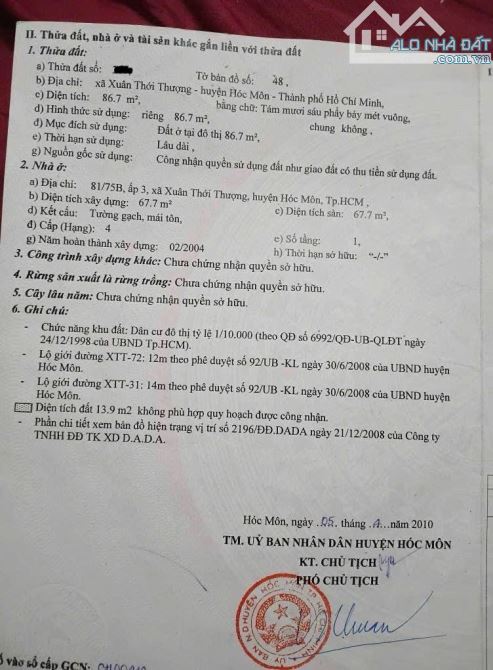 ALO NHÀ ĐẤT
.com.vn
II. Thửa đất, nhà ở và tài sản khác gắn liền với thửa đất
1. Thửa đất:
a) Thửa đất số: Tờ bản đồ số: 48 ,
b) Địa chỉ: xã Xuân Thới Thượng - huyện Hóc Môn - Thành phố Hồ Chí Minh,
c) Diện tích: 86.7 m², bằng chữ: Tám mươi sáu phẩy bảy mét vuông,
d) Hình thức sử dụng: riêng 86.7 m², chung không ,
đ) Mục đích sử dụng: Đất ở tại đô thị 86.7 m²,
e) Thời hạn sử dụng: Lâu dài ,
g) Nguồn gốc sử dụng: Công nhận quyền sử dụng đất như giao đất có thu tiền sử dụng đất.
2. Nhà ở:
a) Địa chỉ: 81/75B, ấp 3, xã Xuân Thới Thượng, huyện Hóc Môn, Tp.HCM ,
b) Diện tích xây dựng: 67.7 m² c) Diện tích sàn: 67.7 m²,
d) Kết cấu: Tường gạch, mái tôn,
đ) Cấp (Hạng): 4 e) Số tầng: 1,
g) Năm hoàn thành xây dựng: 02/2004 h) Thời hạn sở hữu: "-/-"
3. Công trình xây dựng khác: Chưa chứng nhận quyền sở hữu.
4. Rừng sản xuất là rừng trồng: Chưa chứng nhận quyền sở hữu.
5. Cây lâu năm: Chưa chứng nhận quyền sở hữu.
6. Ghi chú:
- Chức năng khu đất: Dân cư đô thị tỷ lệ 1/10.000 (theo QĐ số 6992/QĐ-UB-QLĐT ngày
24/12/1998 của UBND Tp.HCM).
- Lộ giới đường XTT-72: 12m theo phê duyệt số 92/UB -KL ngày 30/6/2008 của UBND huyện
Hóc Môn.
- Lộ giới đường XTT-31: 14m theo phê duyệt số 92/UB -KL ngày 30/6/2008 của UBND huyện
Hóc Môn.
Diện tích đất 13.9 m2 không phù hợp quy hoạch được công nhận.
- Phần chi tiết xem bản đồ hiện trạng vị trí số 2196/ĐĐ.DADA ngày 21/12/2008 của Công ty
TNHH ĐĐ TK XD D.A.D.A.
Hóc Môn, ngày .05. tháng .4...năm 2010
TM. UỶ BAN NHÂN DÂN HUYỆN HÓC MÔN
KT. CHỦ TỊCH
PHÓ CHỦ TỊCH
vào sổ cấp GCN: